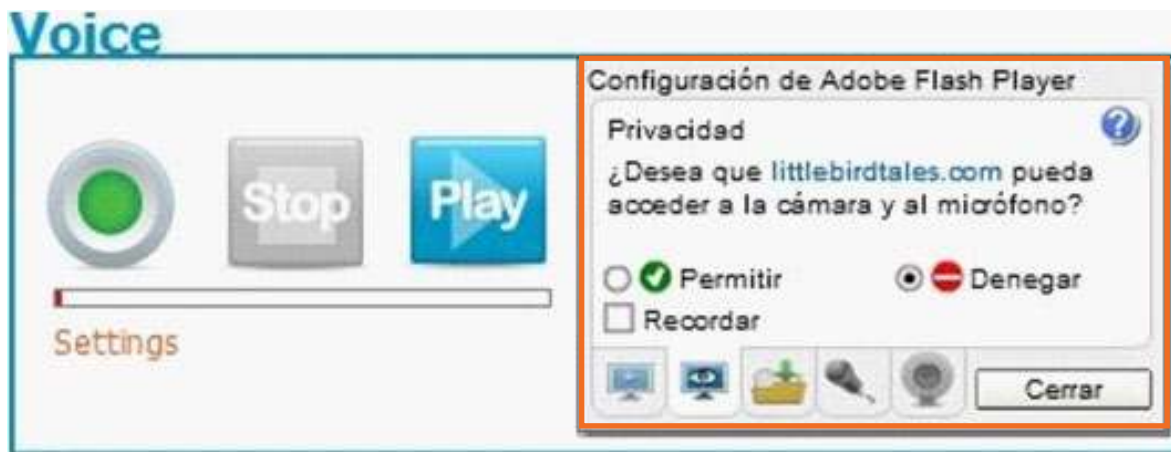 Voice
Stop
Play
Settings
Configuración de Adobe Flash Player
Privacidad
?
¿Desea que littlebirdtales.com pueda
acceder a la cámara y al micrófono?
Permitir
Denegar
Recordar
Cerrar